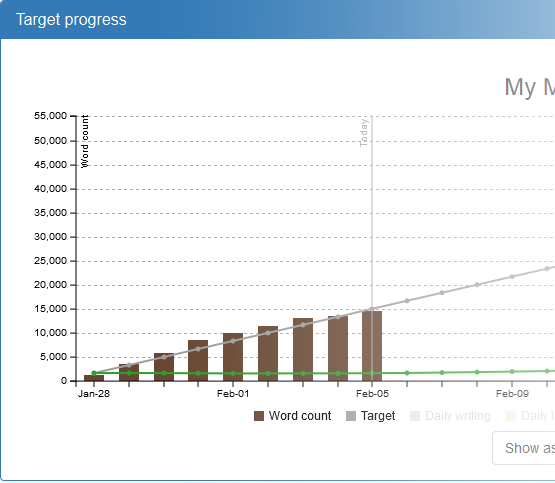 Target progress
My M
55,000
50,000
45,000
40,000
35,000
30,000
25,000
20,000
15,000
10,000
5,000
0
Word count
Today
Jan-28
Feb-01
Feb-05
Feb-09
Word count
Target
Daily writing
Daily t
Show as